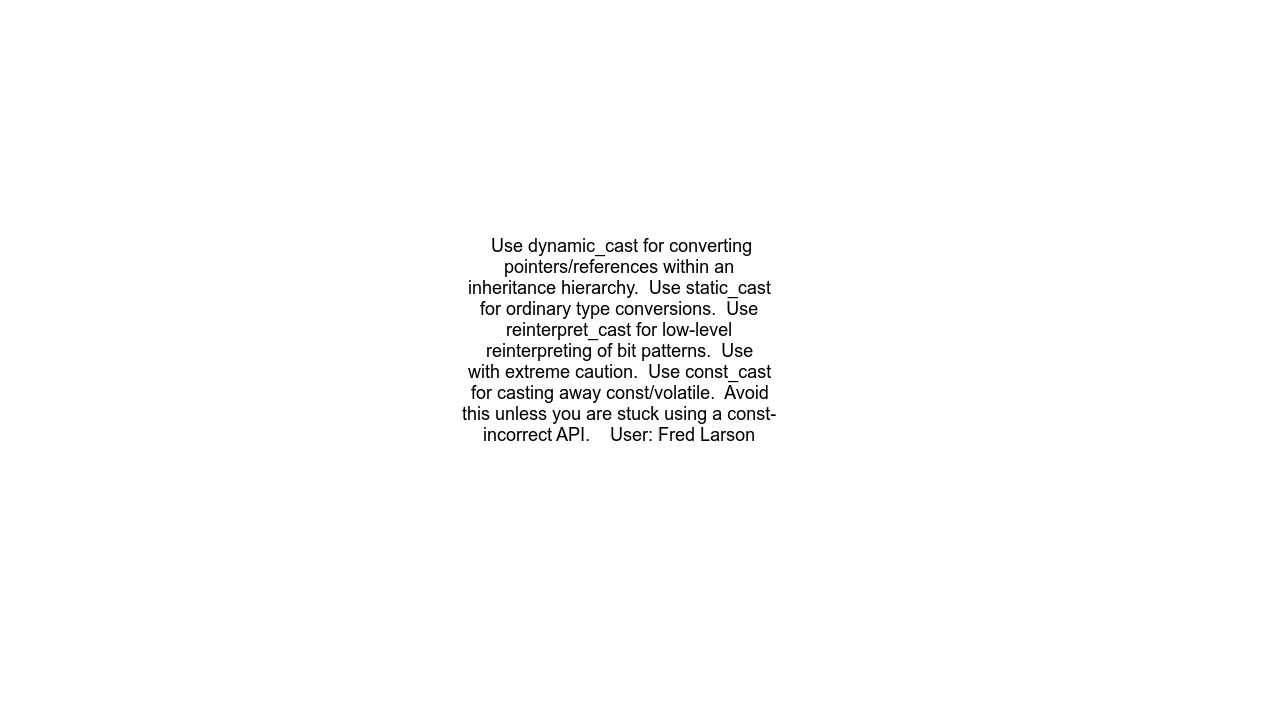 Use dynamic_cast for converting
pointers/references within an
inheritance hierarchy.  Use static_cast
for ordinary type conversions.  Use
reinterpret_cast for low-level
reinterpreting of bit patterns.  Use
with extreme caution.  Use const_cast
for casting away const/volatile.  Avoid
this unless you are stuck using a const-
incorrect API.    User: Fred Larson